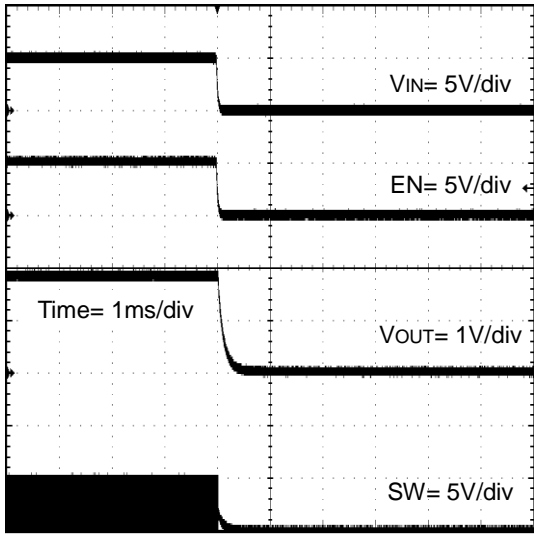 VIN= 5V/div
EN= 5V/div
Time= 1ms/div
VOUT= 1V/div
SW= 5V/div